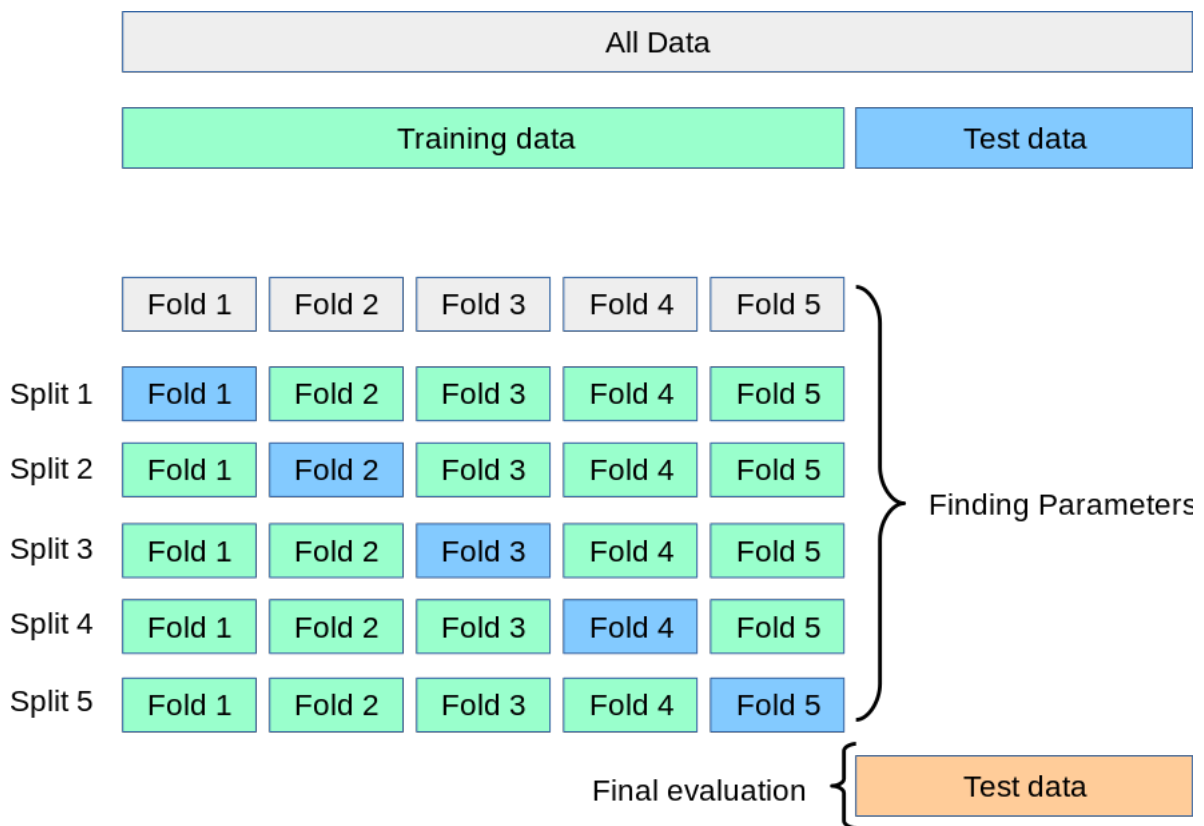 All Data
Training data Test data
Fold 1 Fold 2 Fold 3 Fold 4 Fold 5
Split 1 Fold 1 Fold 2 Fold 3 Fold 4 Fold 5
Split 2 Fold 1 Fold 2 Fold 3 Fold 4 Fold 5
Finding Parameters
Split 3 Fold 1 Fold 2 Fold 3 Fold 4 Fold 5
Split 4 Fold 1 Fold 2 Fold 3 Fold 4 Fold 5
Split 5 Fold 1 Fold 2 Fold 3 Fold 4 Fold 5
Final evaluation Test data